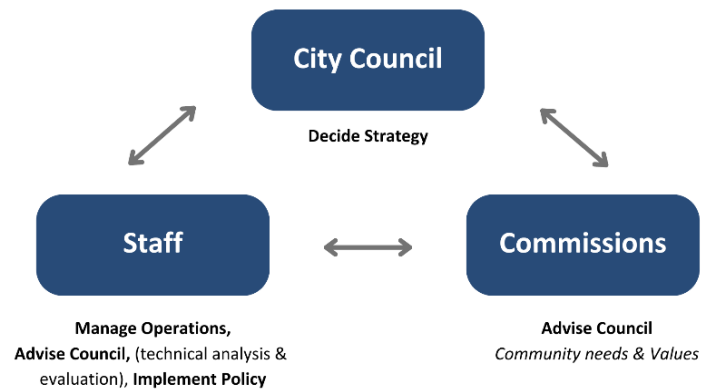 City Council
Decide Strategy
Staff
Commissions
Manage Operations,
Advise Council, (technical analysis &
evaluation), Implement Policy
Advise Council
Community needs & Values